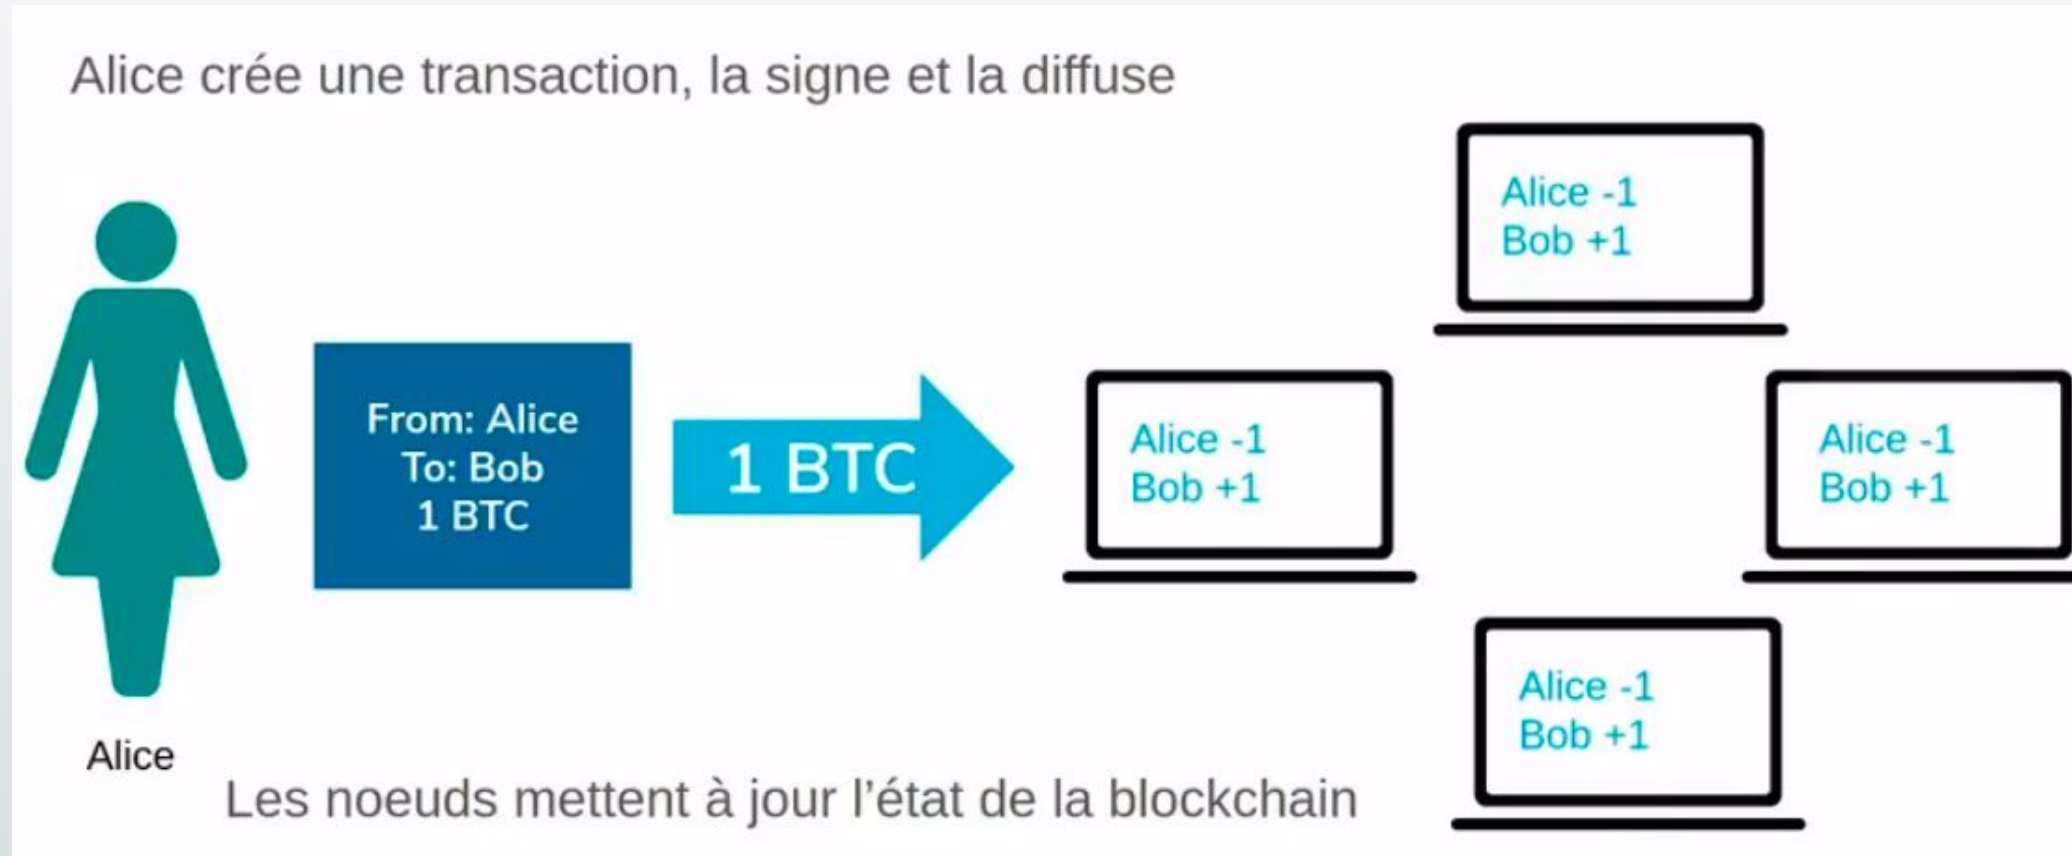 Alice crée une transaction, la signe et la diffuse
Alice -1
Bob +1
From: Alice
To: Bob
1 BTC
1 BTC
Alice -1
Bob +1
Alice -1
Bob +1
Alice -1
Bob +1
Alice
Les noeuds mettent à jour l’état de la blockchain